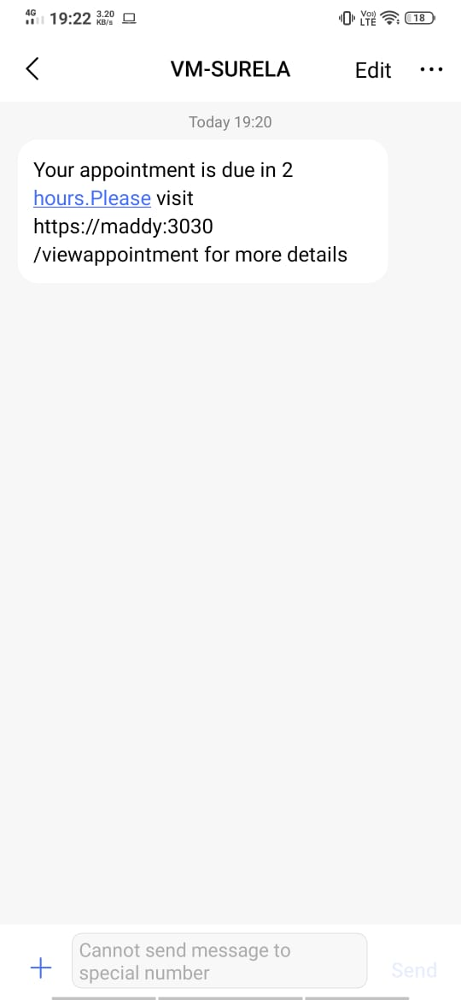 4G 19:22 3.20 KB/s Vo)) LTE 18
VM-SURELA Edit
Today 19:20
Your appointment is due in 2
hours.Please visit
https://maddy:3030
/viewappointment for more details
Cannot send message to
special number
Send